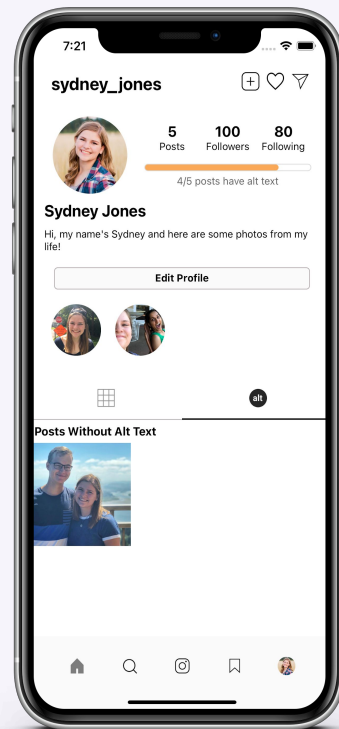 7:21
sydney_jones
5 100 80
Posts Followers Following
4/5 posts have alt text
Sydney Jones
Hi, my name's Sydney and here are some photos from my
life!
Edit Profile
alt
Posts Without Alt Text